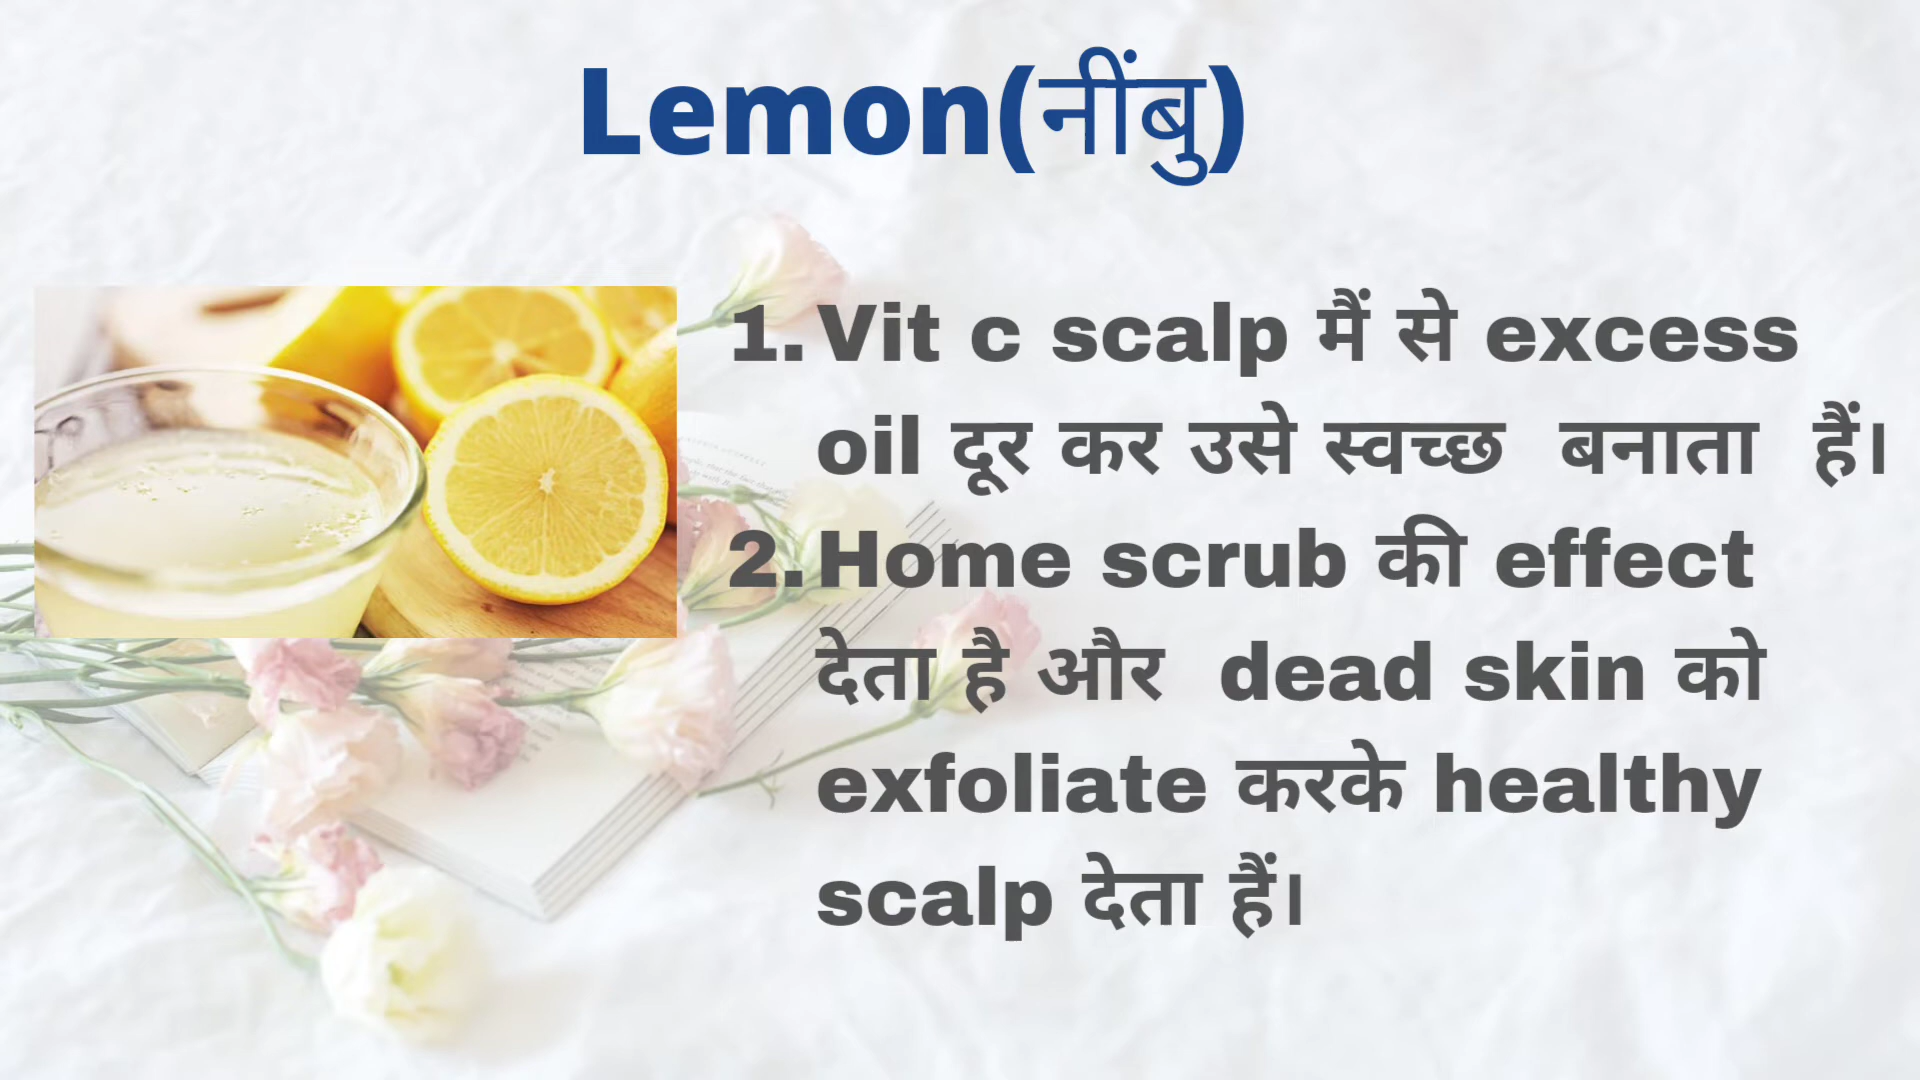 Lemon(नींबु)
1. Vit c scalp मैं से excess
oil दूर कर उसे स्वच्छ बनाता हैं।
2. Home scrub की effect
देता है और dead skin को
exfoliate करके healthy
scalp देता हैं।